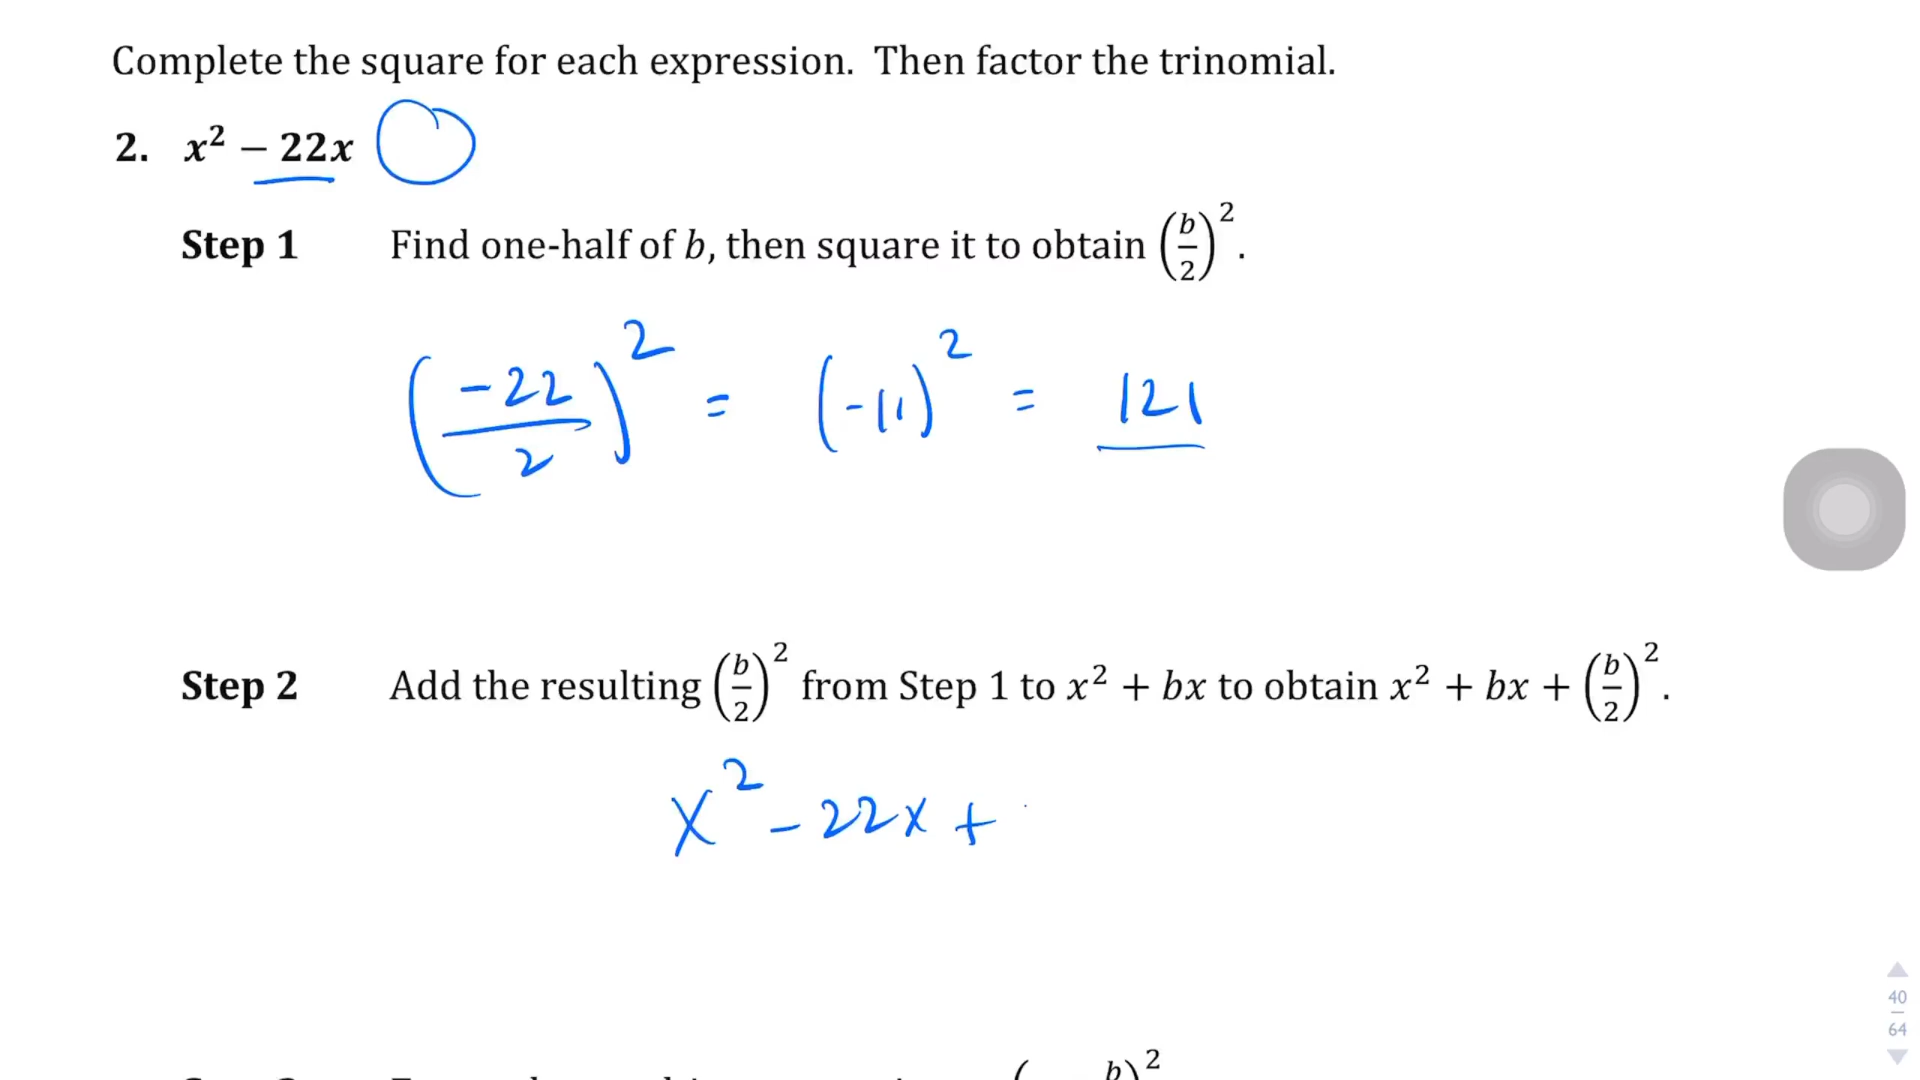 Complete the square for each expression. Then factor the trinomial.
2. x² − 22x
Step 1 Find one-half of b, then square it to obtain (b/2)².
(-22/2)² = (-11)² = 121
Step 2 Add the resulting (b/2)² from Step 1 to x² + bx to obtain x² + bx + (b/2)².
x² - 22x +
40
64